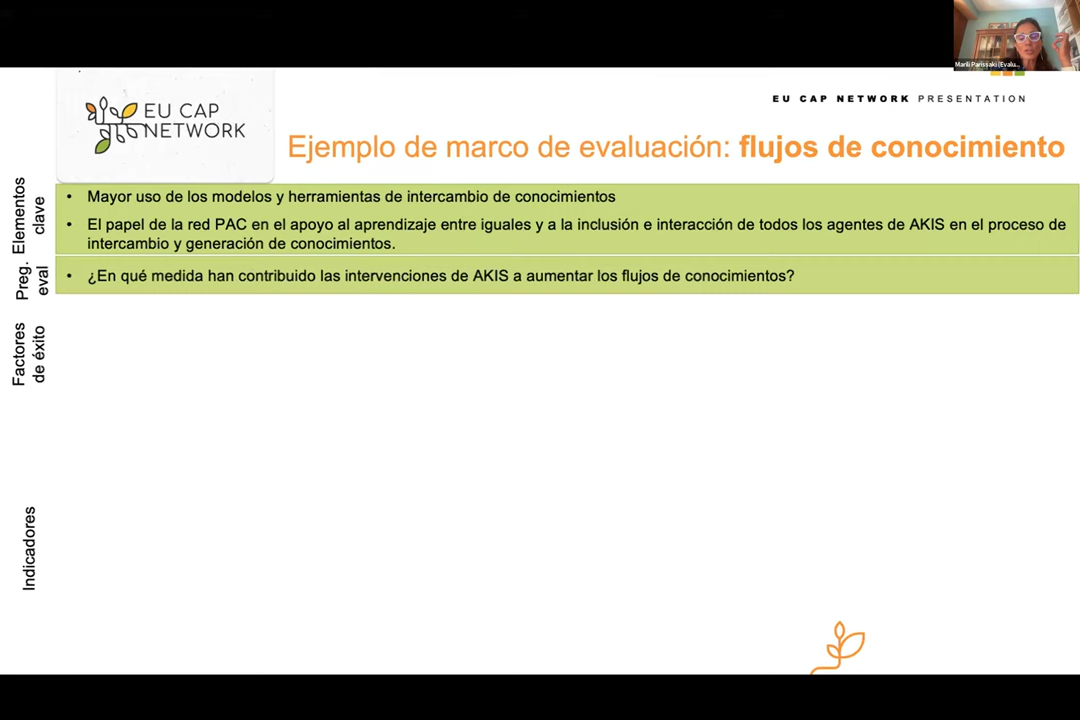 Marili Parissaki (Evalu...
EU CAP NETWORK PRESENTATION
EU CAP
NETWORK
Ejemplo de marco de evaluación: flujos de conocimiento
Elementos
clave
• Mayor uso de los modelos y herramientas de intercambio de conocimientos
• El papel de la red PAC en el apoyo al aprendizaje entre iguales y a la inclusión e interacción de todos los agentes de AKIS en el proceso de
intercambio y generación de conocimientos.
Preg.
eval
• ¿En qué medida han contribuido las intervenciones de AKIS a aumentar los flujos de conocimientos?
Factores
de éxito
Indicadores